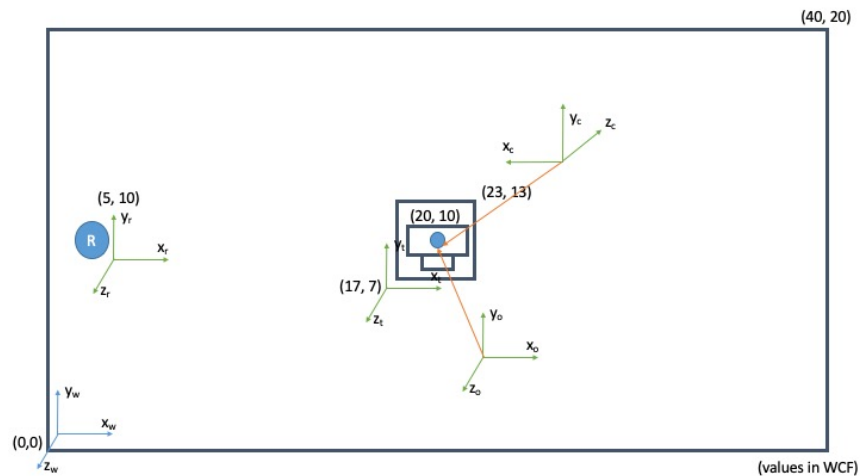 (40, 20)
yc
zc
xc
(5, 10)
yr
R
xr
zr
(23, 13)
(20, 10)
yt
xt
(17, 7)
zt
yo
xo
zo
yw
xw
(0,0)
zw
(values in WCF)